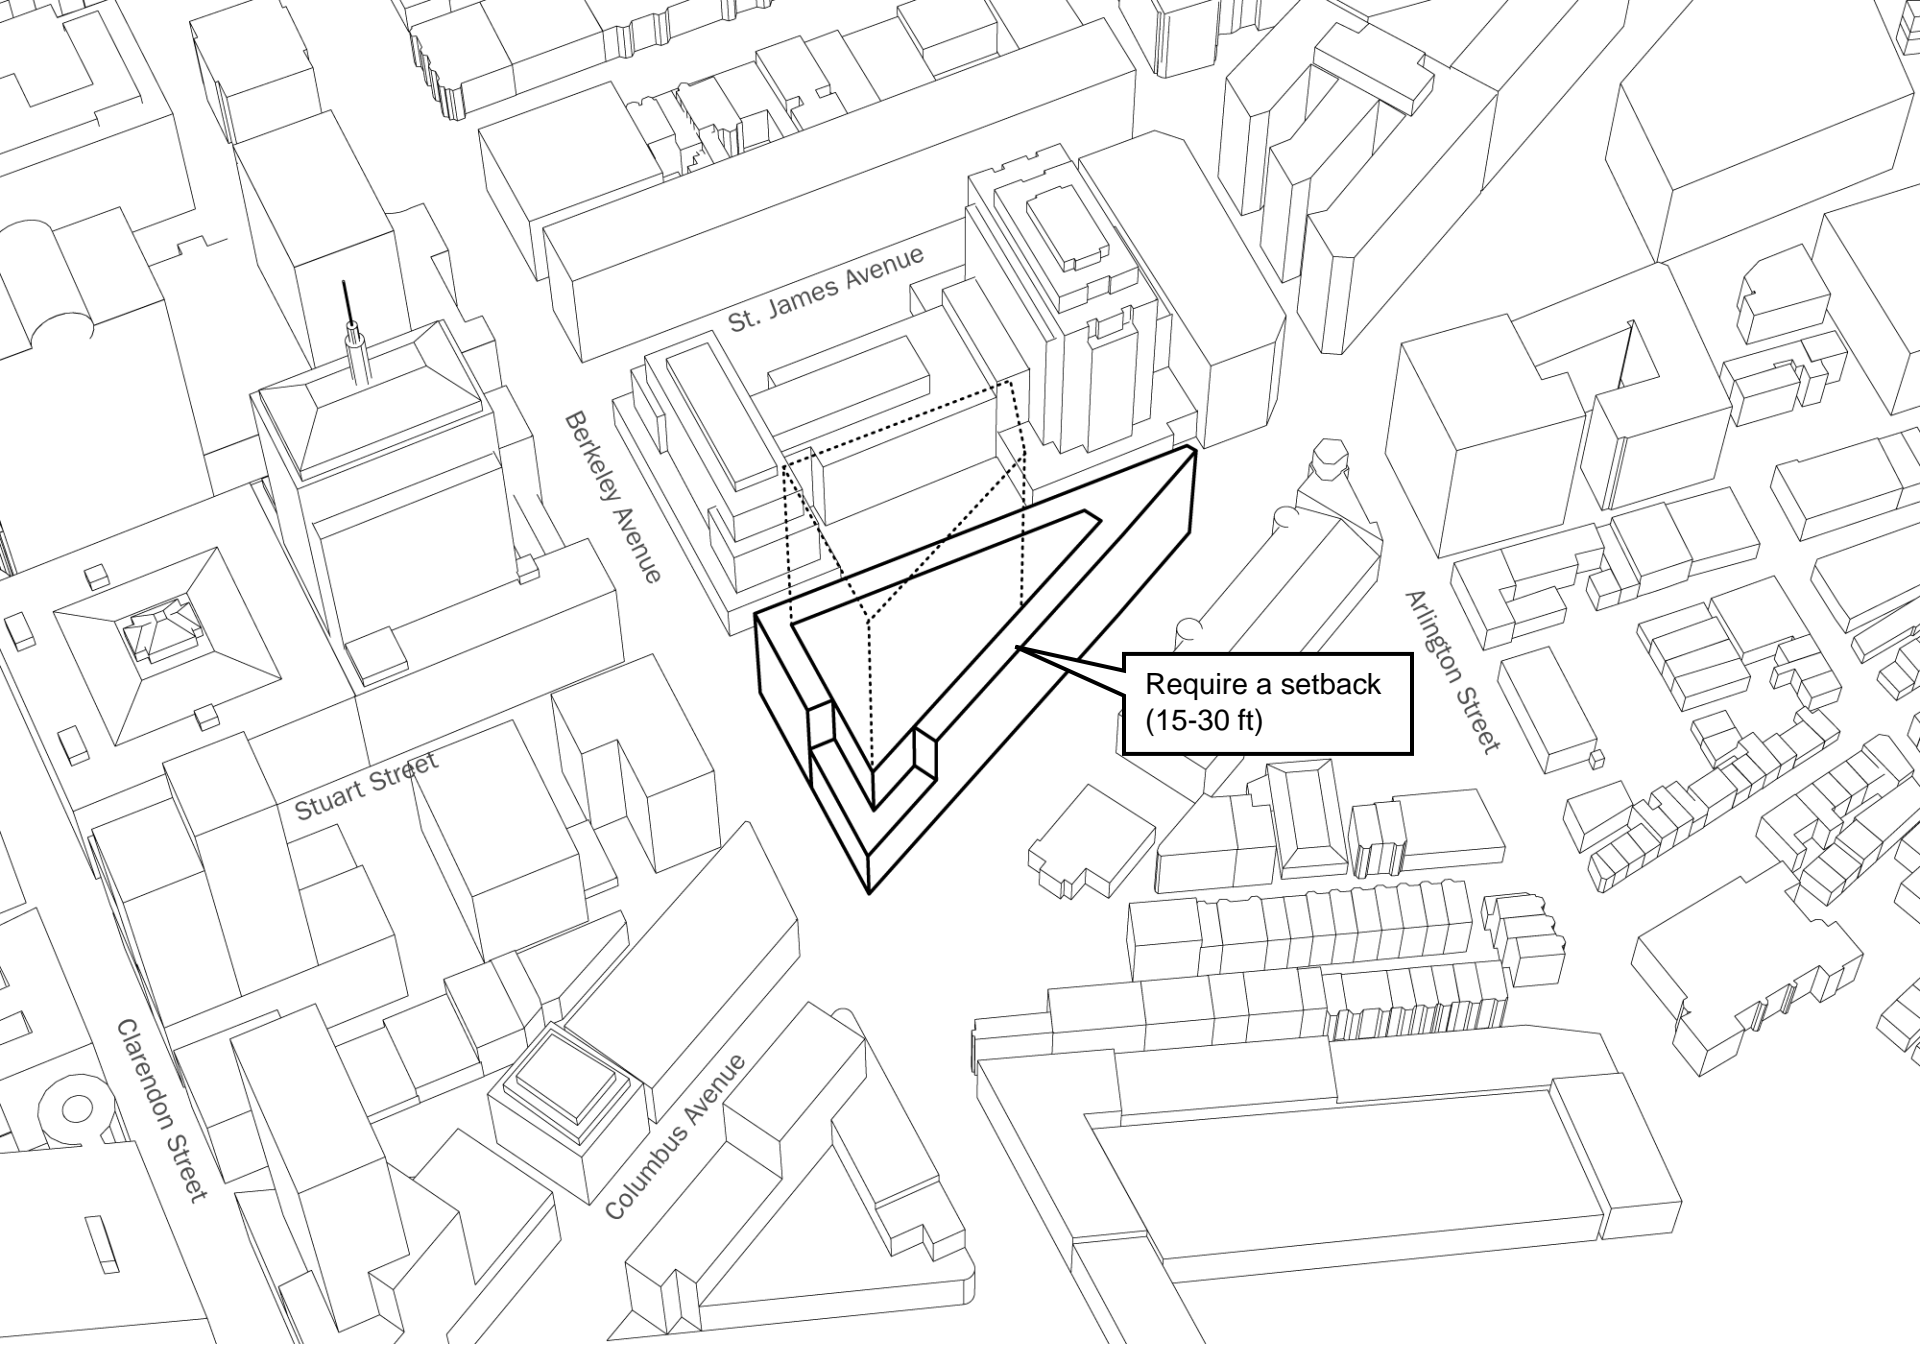 St. James Avenue
Berkeley Avenue
Require a setback
(15-30 ft)
Arlington Street
Stuart Street
Clarendon Street
Columbus Avenue